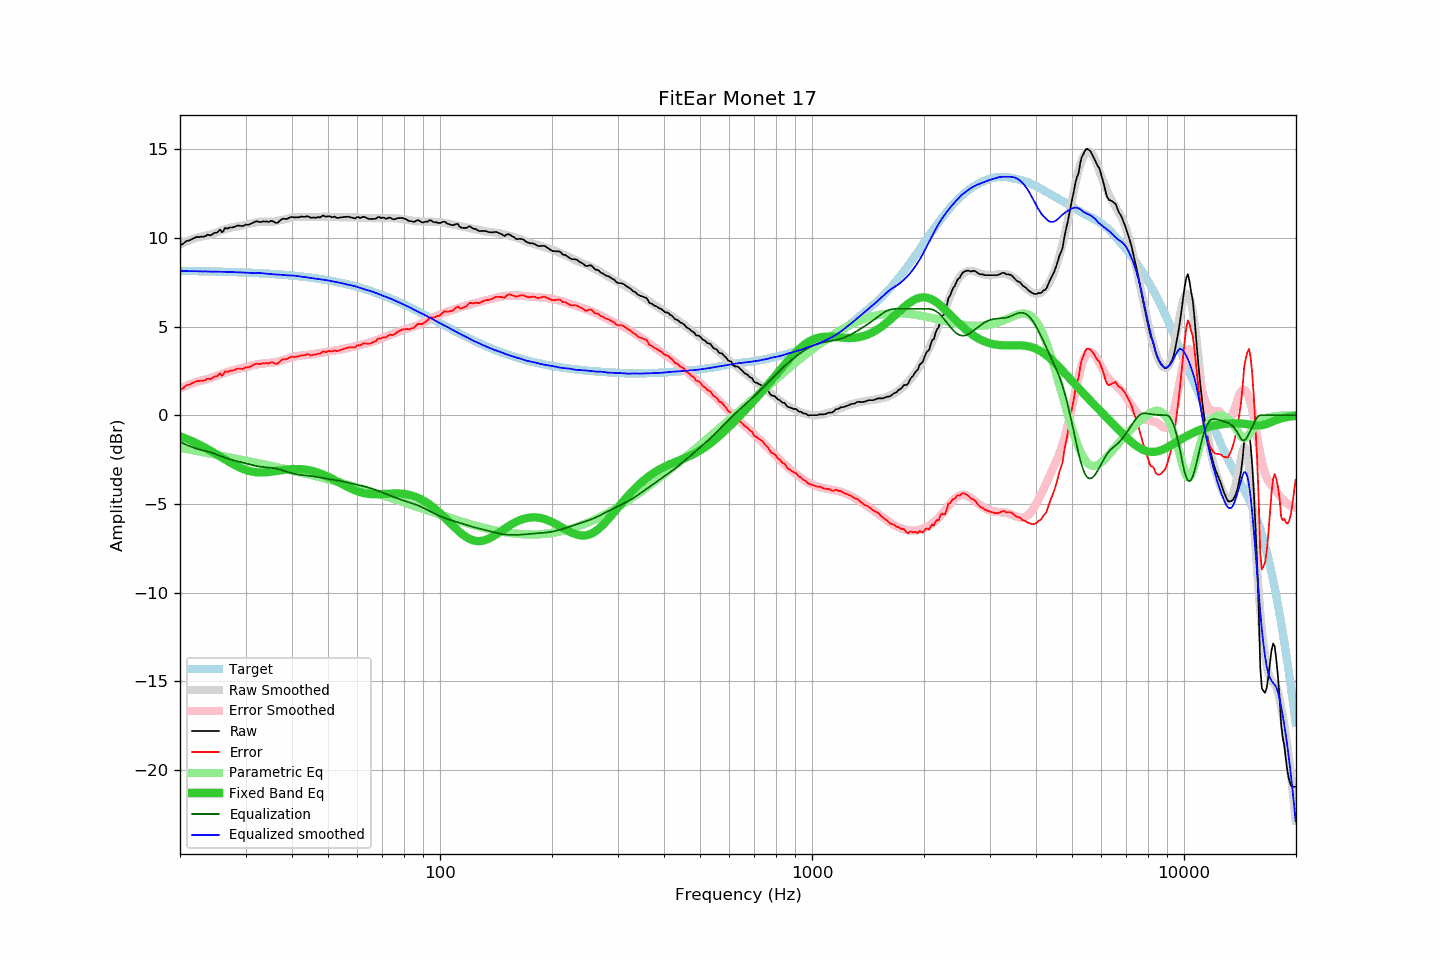 FitEar Monet 17
15
10
5
0
−5
−10
−15
−20
Amplitude (dBr)
Target
Raw Smoothed
Error Smoothed
Raw
Error
Parametric Eq
Fixed Band Eq
Equalization
Equalized smoothed
100
1000
10000
Frequency (Hz)